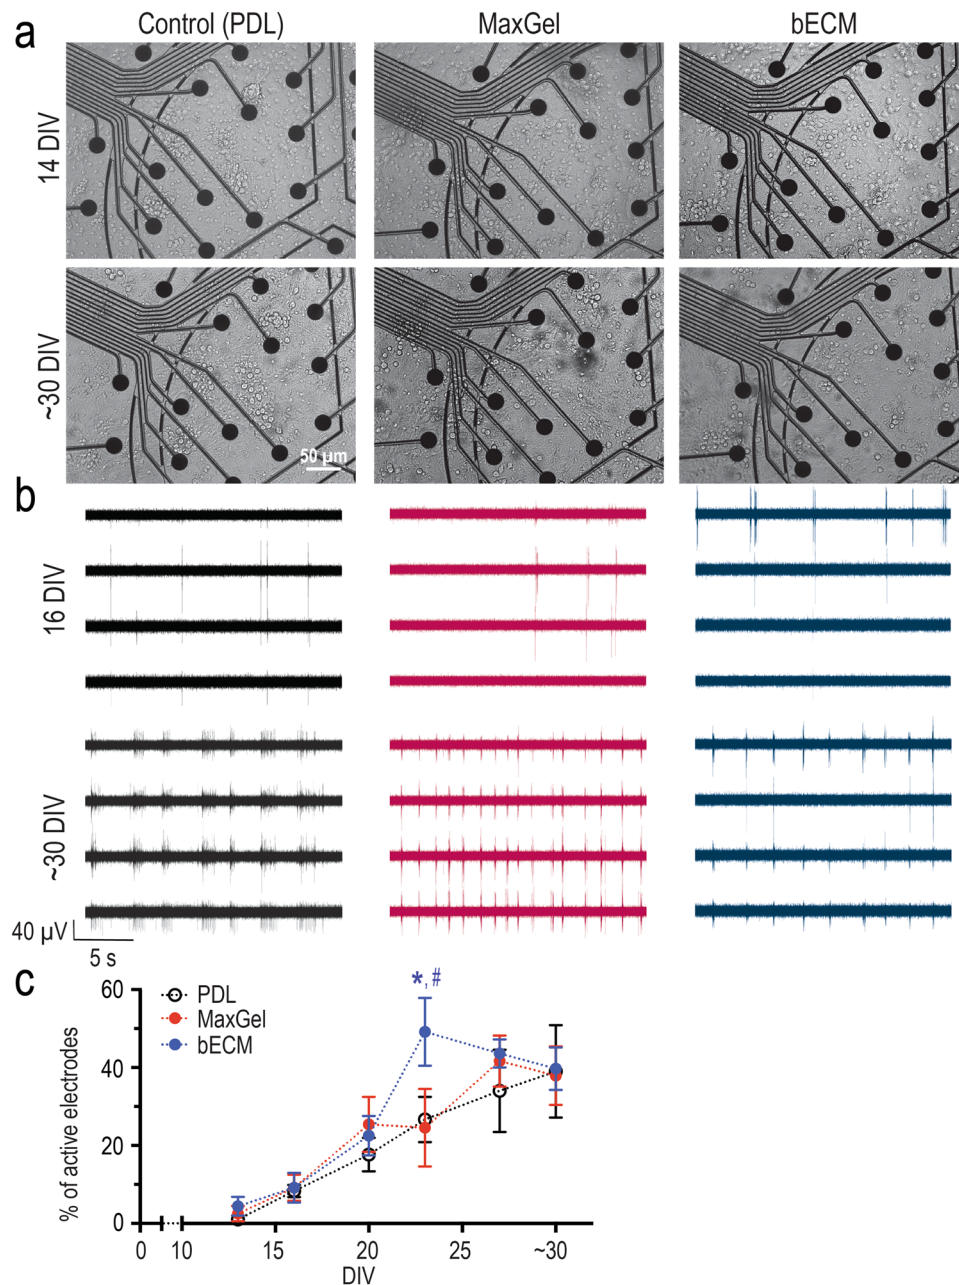 a
Control (PDL) MaxGel bECM
14 DIV
~30 DIV
50 µm
b
16 DIV
~30 DIV
40 µV
5 s
c
*, #
PDL
MaxGel
bECM
% of active electrodes
60
40
20
0
0 10 15 20 25 ~30
DIV